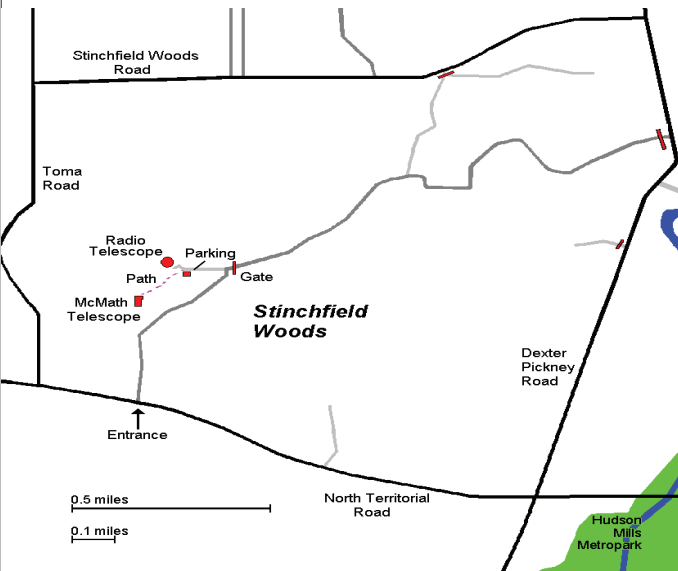 Stinchfield Woods
Road
Toma
Road
Radio
Telescope
Parking
Path
Gate
McMath
Telescope
Stinchfield
Woods
Dexter
Pickney
Road
Entrance
0.5 miles
North Territorial
Road
0.1 miles
Hudson
Mills
Metropark